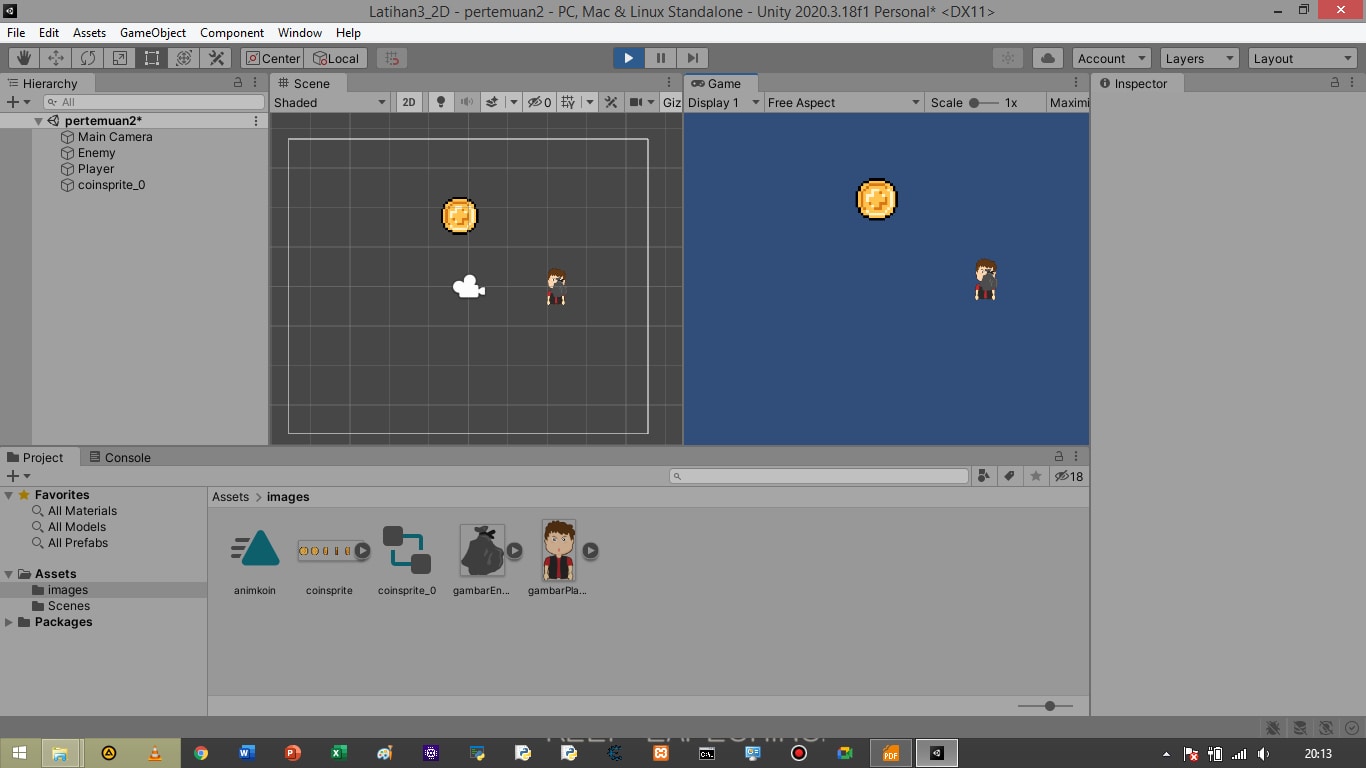 Latihan3_2D - pertemuan2 - PC, Mac & Linux Standalone - Unity 2020.3.18f1 Personal* <DX11>
File Edit Assets GameObject Component Window Help
Center Local Account Layers Layout
Hierarchy Scene Game Inspector
All Shaded 2D 0 Giz Display 1 Free Aspect Scale 1x Maximi
pertemuan2*
Main Camera
Enemy
Player
coinsprite_0
Project Console
18
Favorites Assets > images
All Materials
All Models
All Prefabs
Assets
images
Scenes
Packages
animkoin coinsprite coinsprite_0 gambarEn... gambarPla...
PDF
20:13